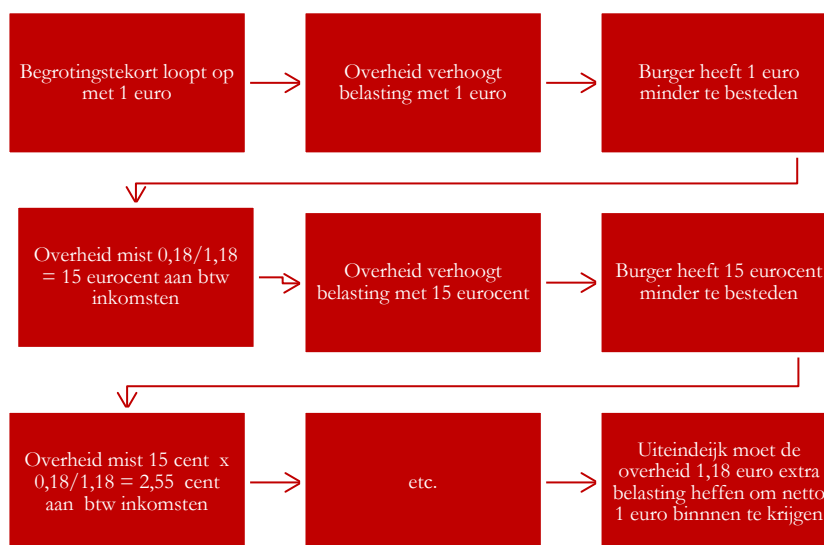 Begrotingstekort loopt op
met 1 euro
Overheid verhoogt
belasting met 1 euro
Burger heeft 1 euro
minder te besteden
Overheid mist 0,18/1,18
= 15 eurocent aan btw
inkomsten
Overheid verhoogt
belasting met 15 eurocent
Burger heeft 15 eurocent
minder te besteden
Overheid mist 15 cent x
0,18/1,18 = 2,55 cent
aan btw inkomsten
etc.
Uiteindeijk moet de
overheid 1,18 euro extra
belasting heffen om netto
1 euro binnnen te krijgen